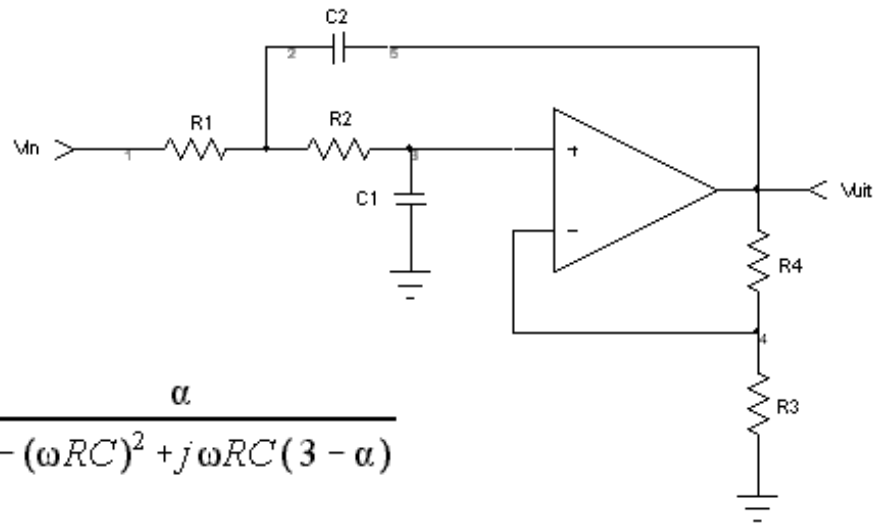 C2
2
5
R1
R2
VIn
1
3
+
C1
-
Vuit
R4
4
R3
α
- (ωRC)² + jωRC(3 - α)